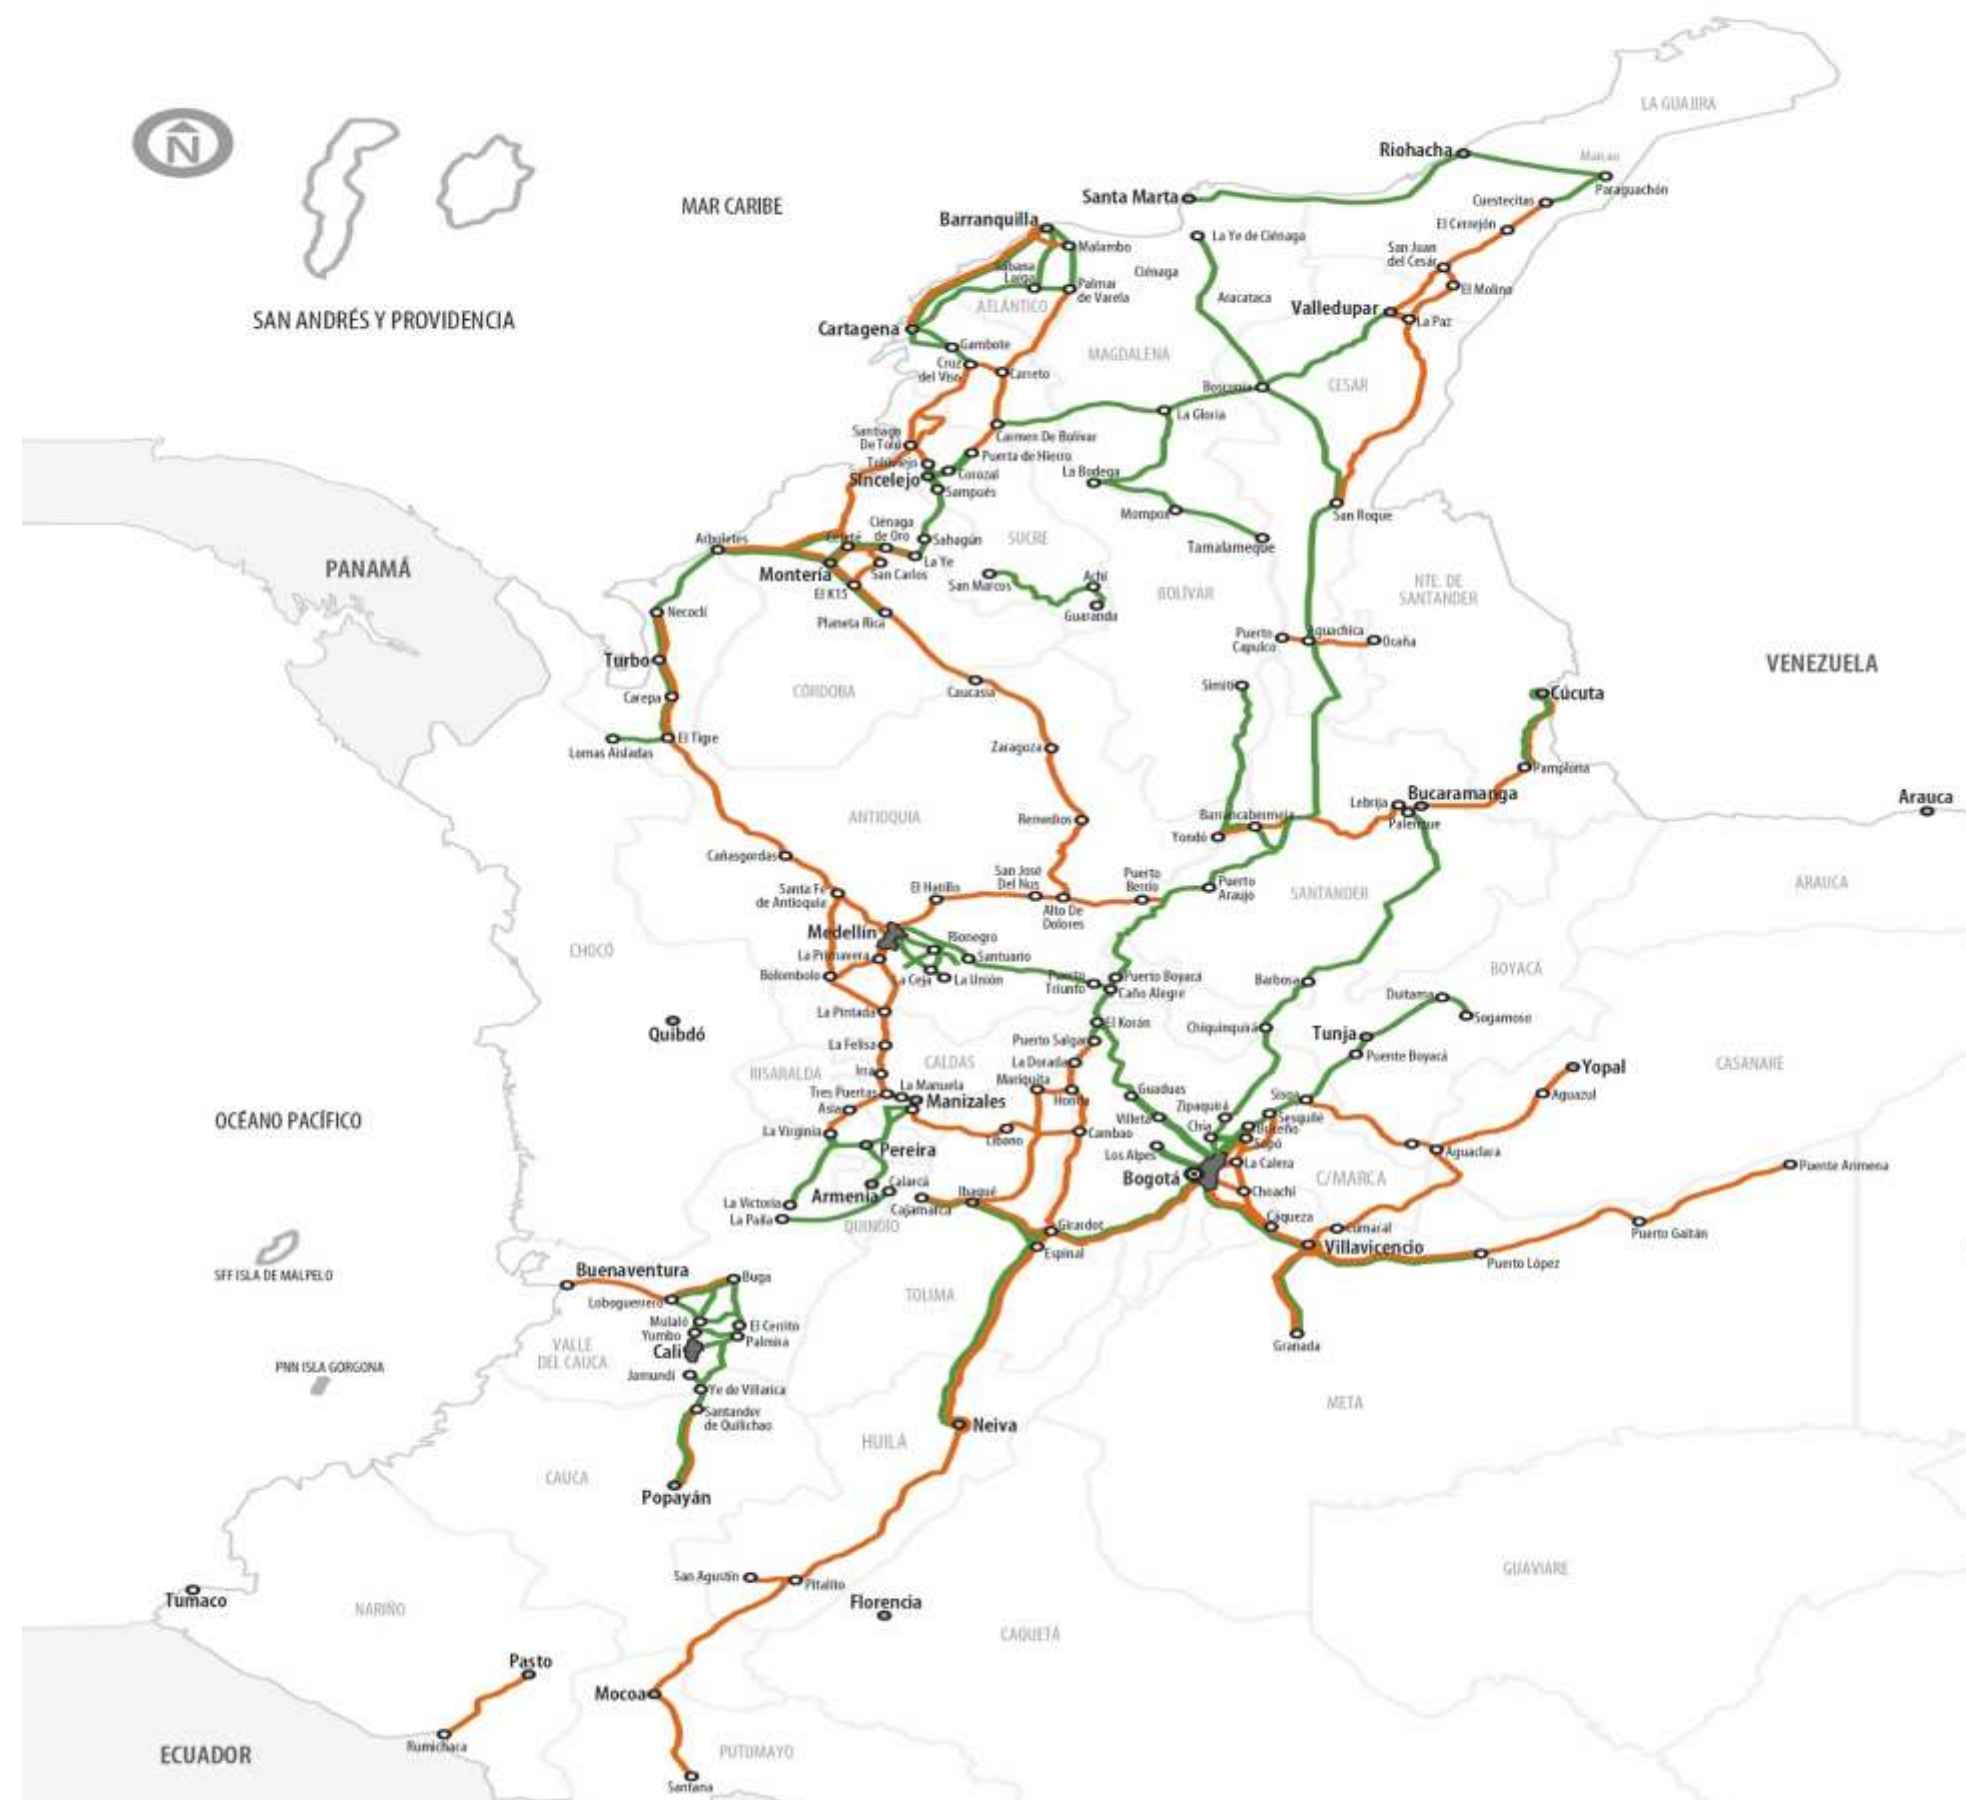 LA GUAJIRA
N
Riohacha
Maicao
Paraguachón
MAR CARIBE
Santa Marta
Cuestecitas
Barranquilla
El Cerrejón
La Ye de Ciénaga
Malambo
San Juan
del Cesár
Sabana
Larga
Ciénaga
Palmar
de Varela
El Molino
Aracataca
ATLÁNTICO
Valledupar
SAN ANDRÉS Y PROVIDENCIA
La Paz
Cartagena
Gambote
MAGDALENA
Cruz
del Viso
Carreto
Bosconia
CESAR
La Gloria
Santiago
De Tolú
Carmen De Bolívar
Toluviejo
Puerta de Hierro
Corozal
La Bodega
Sincelejo
Sampués
Mompox
San Roque
Ciénaga
de Oro
Arboletes
Cereté
Sahagún
SUCRE
Tamalameque
La Ye
PANAMÁ
Montería
San Carlos
San Marcos
Achí
NTE. DE
SANTANDER
El K15
BOLÍVAR
Necoclí
Planeta Rica
Guaranda
Puerto
Capulco
Aguachica
Ocaña
Turbo
VENEZUELA
Simití
Carepa
CÓRDOBA
Caucasia
Cúcuta
El Tigre
Lomas Aisladas
Zaragoza
Pamplona
Bucaramanga
Arauca
Lebrija
ANTIOQUIA
Remedios
Barrancabermeja
Palenque
Yondó
Cañasgordas
San José
Del Nus
Puerto
Berrío
Santa Fe
de Antioquia
El Hatillo
Puerto
Araujo
SANTANDER
ARAUCA
Alto De
Dolores
Medellín
Rionegro
CHOCÓ
La Primavera
Santuario
BOYACÁ
Bolombolo
La Ceja
La Unión
Puerto
Triunfo
Puerto Boyacá
Caño Alegre
Barbosa
Duitama
La Pintada
Sogamoso
Quibdó
El Korán
Chiquinquirá
Tunja
Puerto Salgar
La Felisa
Puente Boyacá
CALDAS
La Dorada
CASANARE
RISARALDA
Irra
Yopal
Mariquita
Tres Puertas
La Manuela
Manizales
Honda
Guaduas
Sisga
Aguazul
Asia
Zipaquirá
OCÉANO PACÍFICO
Villeta
Sesquilé
La Virginia
Líbono
Cambao
Chía
Briceño
Sopó
Pereira
Los Alpes
Aguaclara
La Calera
Puente Arimena
Bogotá
C/MARCA
Calarcá
Armenia
Ibagué
Choachí
La Victoria
Cajamarca
La Paila
QUINDÍO
Girardot
Cáqueza
Cumaral
Puerto Gaitán
Espinal
Villavicencio
Puerto López
SFF ISLA DE MALPELO
Buenaventura
Buga
TOLIMA
Loboguerrero
Mulaló
El Cerrito
Yumbo
Palmira
VALLE
DEL CAUCA
Cali
Granada
PNN ISLA GORGONA
Jamundí
Ye de Villarica
META
Santander
de Quilichao
Neiva
HUILA
CAUCA
Popayán
GUAVIARE
San Agustín
Pitalito
Tumaco
Florencia
NARIÑO
CAQUETÁ
Pasto
Mocoa
Rumichaca
ECUADOR
PUTUMAYO
Santana